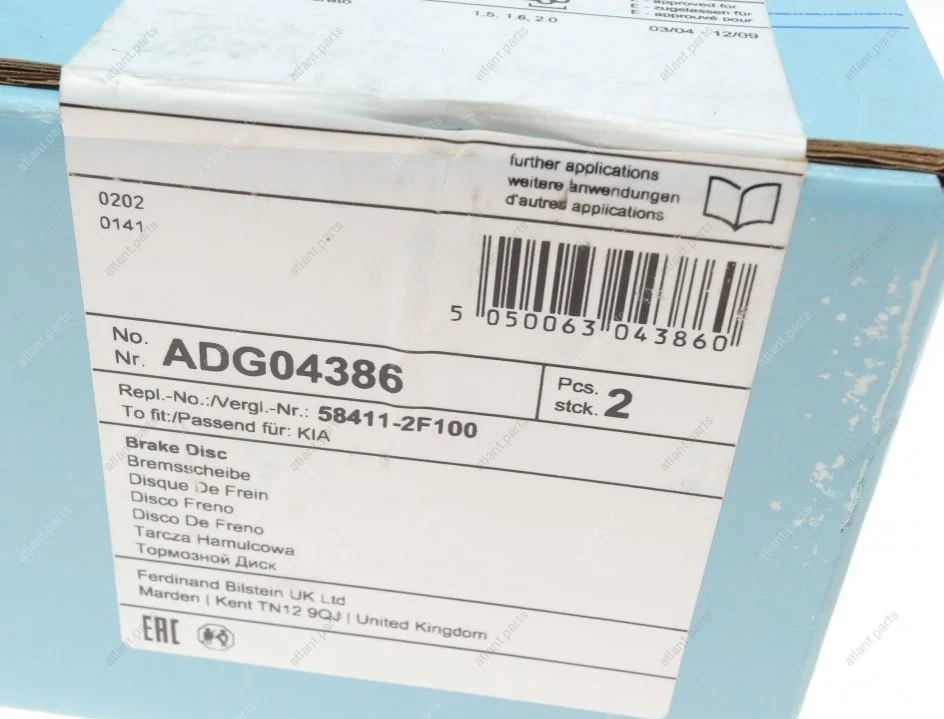 1.5, 1.6, 2.0
E - approved for
E - zugelassen für
E - approuvé pour
03/04 12/09
further applications
weitere anwendungen
d'autres applications
0202
0141
5 050063 043860
No.
Nr. ADG04386
Pcs.
stck. 2
Repl.-No.:/Vergl.-Nr.: 58411-2F100
To fit:/Passend für: KIA
Brake Disc
Bremsscheibe
Disque De Frein
Disco Freno
Disco De Freno
Tarcza Hamulcowa
Тормозной Диск
Ferdinand Bilstein UK Ltd
Marden | Kent TN12 9QJ | United Kingdom
EAC
atlant.parts